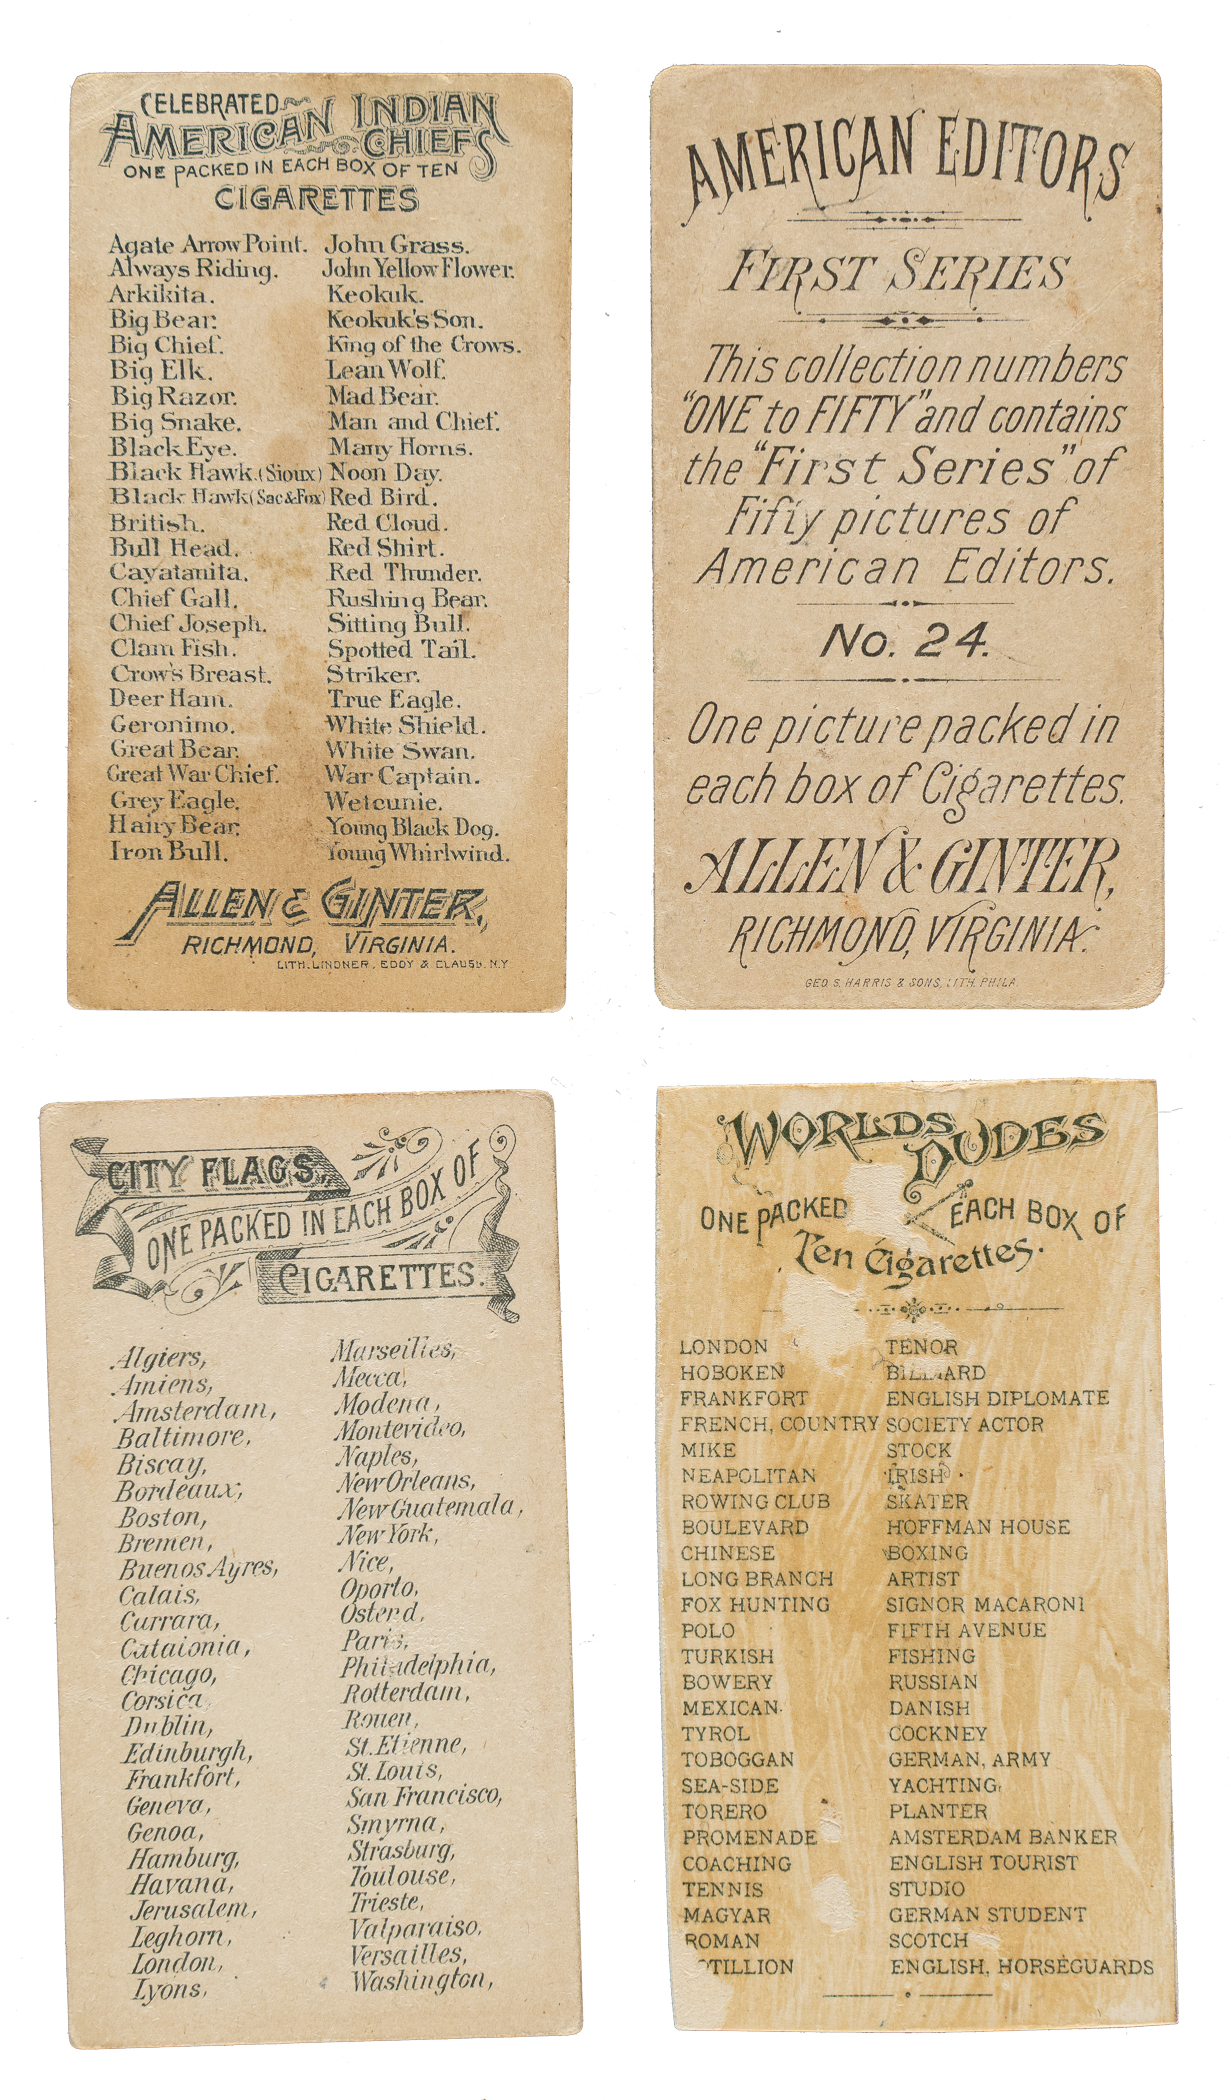 CELEBRATED
AMERICAN INDIAN CHIEFS
ONE PACKED IN EACH BOX OF TEN
CIGARETTES
Agate Arrow Point.
Always Riding.
Arkikita.
Big Bear.
Big Chief.
Big Elk.
Big Razor.
Big Snake.
Black Eye.
Black Hawk.(Sioux)
Black Hawk(Sac&Fox)
British.
Bull Head.
Cayatanita.
Chief Gall.
Chief Joseph.
Clam Fish.
Crow's Breast.
Deer Ham.
Geronimo.
Great Bear.
Great War Chief.
Grey Eagle.
Hairy Bear.
Iron Bull.
John Grass.
John Yellow Flower.
Keokuk.
Keokuk's Son.
King of the Crows.
Lean Wolf.
Mad Bear.
Man and Chief.
Many Horns.
Noon Day.
Red Bird.
Red Cloud.
Red Shirt.
Red Thunder.
Rushing Bear.
Sitting Bull.
Spotted Tail.
Striker.
True Eagle.
White Shield.
White Swan.
War Captain.
Wetcunie.
Young Black Dog.
Young Whirlwind.
ALLEN & GINTER,
RICHMOND, VIRGINIA.
LITH. LINDNER, EDDY & CLAUSS, N.Y
AMERICAN EDITORS
FIRST SERIES
This collection numbers
"ONE to FIFTY" and contains
the "First Series" of
Fifty pictures of
American Editors.
No. 24.
One picture packed in
each box of Cigarettes.
ALLEN & GINTER,
RICHMOND, VIRGINIA.
GEO. S. HARRIS & SONS, LITH. PHILA.
CITY FLAGS,
ONE PACKED IN EACH BOX OF
CIGARETTES.
Algiers,
Amiens,
Amsterdam,
Baltimore,
Biscay,
Bordeaux,
Boston,
Bremen,
Buenos Ayres,
Calais,
Carrara,
Catalonia,
Chicago,
Corsica
Dublin,
Edinburgh,
Frankfort,
Geneva,
Genoa,
Hamburg,
Havana,
Jerusalem,
Leghorn,
London,
Lyons,
Marseilles,
Mecca,
Modena,
Montevideo,
Naples,
New Orleans,
New Guatemala,
New York,
Nice,
Oporto,
Ostend,
Paris,
Philadelphia,
Rotterdam,
Rouen,
St. Etienne,
St. Louis,
San Francisco,
Smyrna,
Strasburg,
Toulouse,
Trieste,
Valparaiso,
Versailles,
Washington,
WORLDS DUDES
ONE PACKED EACH BOX OF
Ten Cigarettes.
LONDON
HOBOKEN
FRANKFORT
FRENCH, COUNTRY
MIKE
NEAPOLITAN
ROWING CLUB
BOULEVARD
CHINESE
LONG BRANCH
FOX HUNTING
POLO
TURKISH
BOWERY
MEXICAN
TYROL
TOBOGGAN
SEA-SIDE
TORERO
PROMENADE
COACHING
TENNIS
MAGYAR
ROMAN
TILLION
TENOR
BILLIARD
ENGLISH DIPLOMATE
SOCIETY ACTOR
STOCK
IRISH
SKATER
HOFFMAN HOUSE
BOXING
ARTIST
SIGNOR MACARONI
FIFTH AVENUE
FISHING
RUSSIAN
DANISH
COCKNEY
GERMAN, ARMY
YACHTING
PLANTER
AMSTERDAM BANKER
ENGLISH TOURIST
STUDIO
GERMAN STUDENT
SCOTCH
ENGLISH, HORSEGUARDS